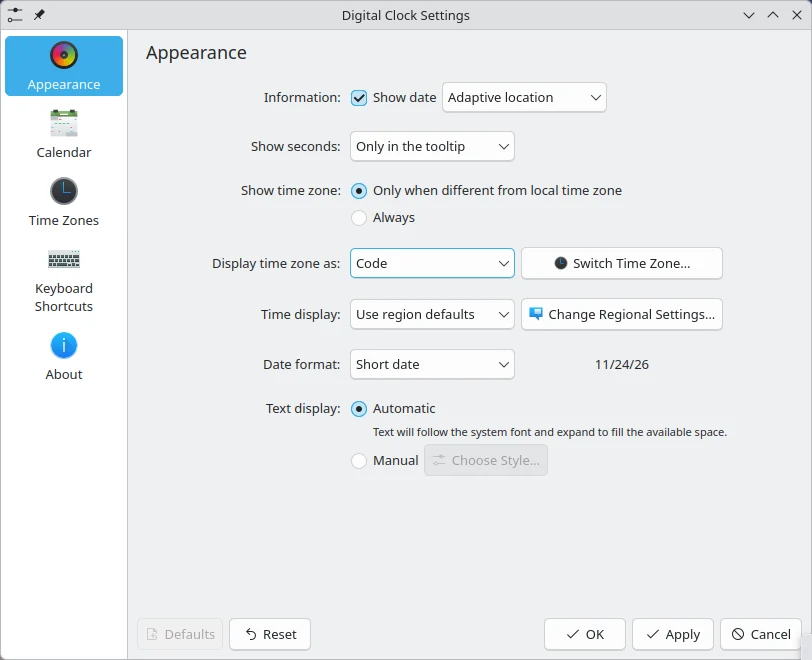 Digital Clock Settings
Appearance
Calendar
Time Zones
Keyboard
Shortcuts
About
Appearance
Information: Show date Adaptive location
Show seconds: Only in the tooltip
Show time zone: Only when different from local time zone
Always
Display time zone as: Code Switch Time Zone...
Time display: Use region defaults Change Regional Settings...
Date format: Short date 11/24/26
Text display: Automatic
Text will follow the system font and expand to fill the available space.
Manual Choose Style...
Defaults Reset OK Apply Cancel